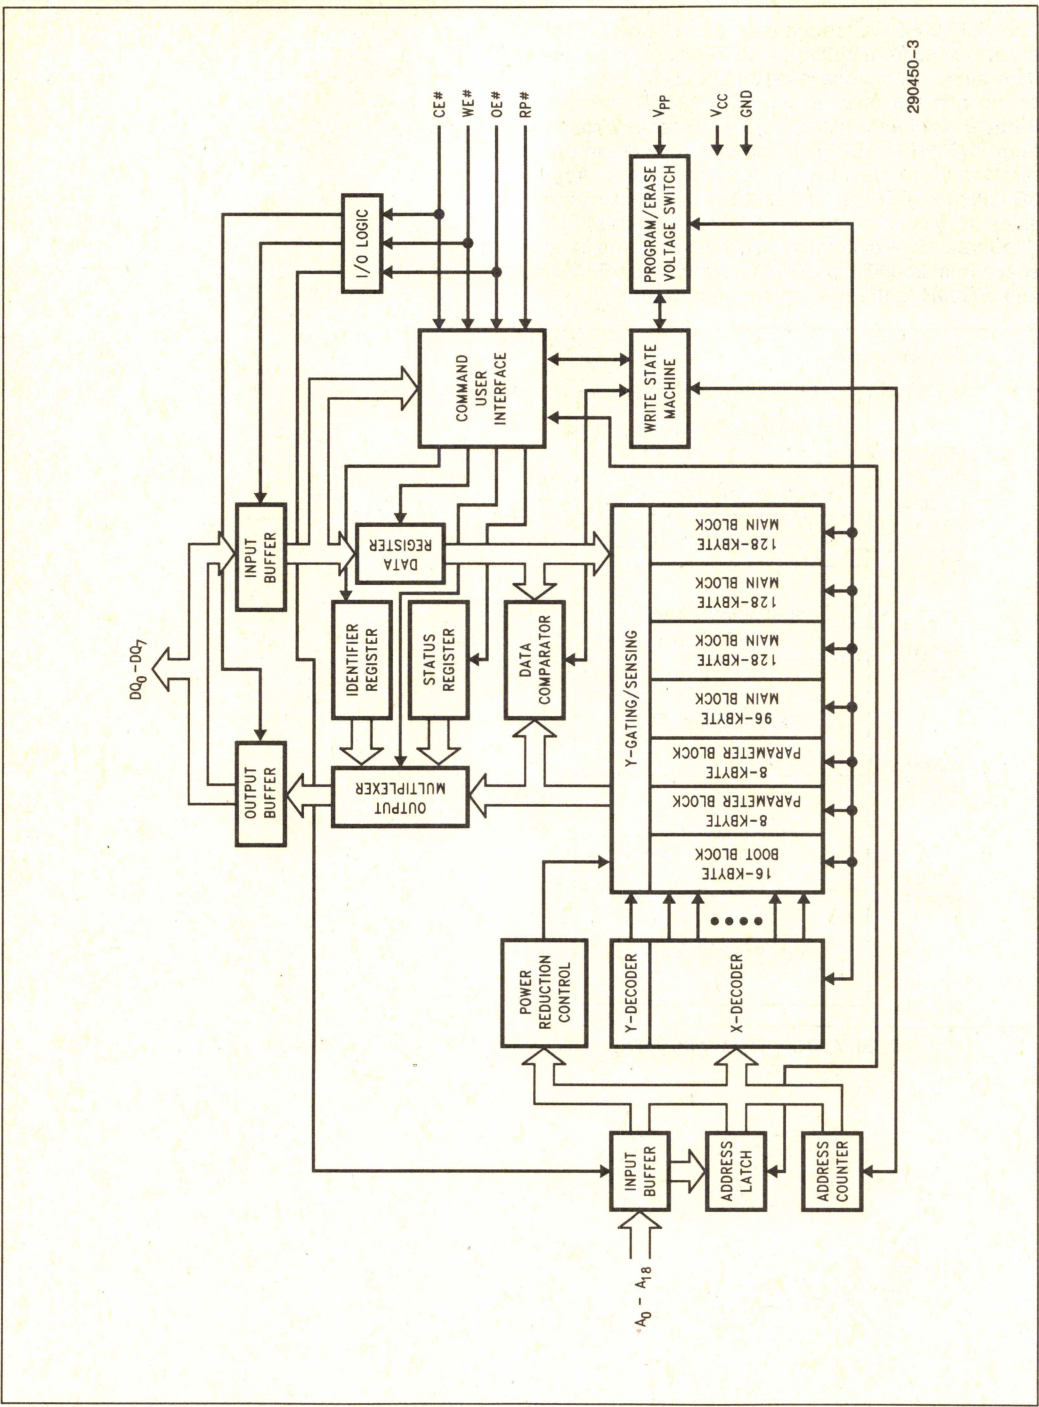 DQ0-DQ7
OUTPUT
BUFFER
INPUT
BUFFER
I/O LOGIC
CE#
WE#
OE#
RP#
IDENTIFIER
REGISTER
STATUS
REGISTER
DATA
REGISTER
OUTPUT
MULTIPLEXER
DATA
COMPARATOR
COMMAND
USER
INTERFACE
POWER
REDUCTION
CONTROL
A0 - A18
INPUT
BUFFER
ADDRESS
LATCH
ADDRESS
COUNTER
Y-DECODER
X-DECODER
Y-GATING/SENSING
16-KBYTE
BOOT BLOCK
8-KBYTE
PARAMETER BLOCK
8-KBYTE
PARAMETER BLOCK
96-KBYTE
MAIN BLOCK
128-KBYTE
MAIN BLOCK
128-KBYTE
MAIN BLOCK
128-KBYTE
MAIN BLOCK
WRITE STATE
MACHINE
PROGRAM/ERASE
VOLTAGE SWITCH
VPP
VCC
GND
290450-3